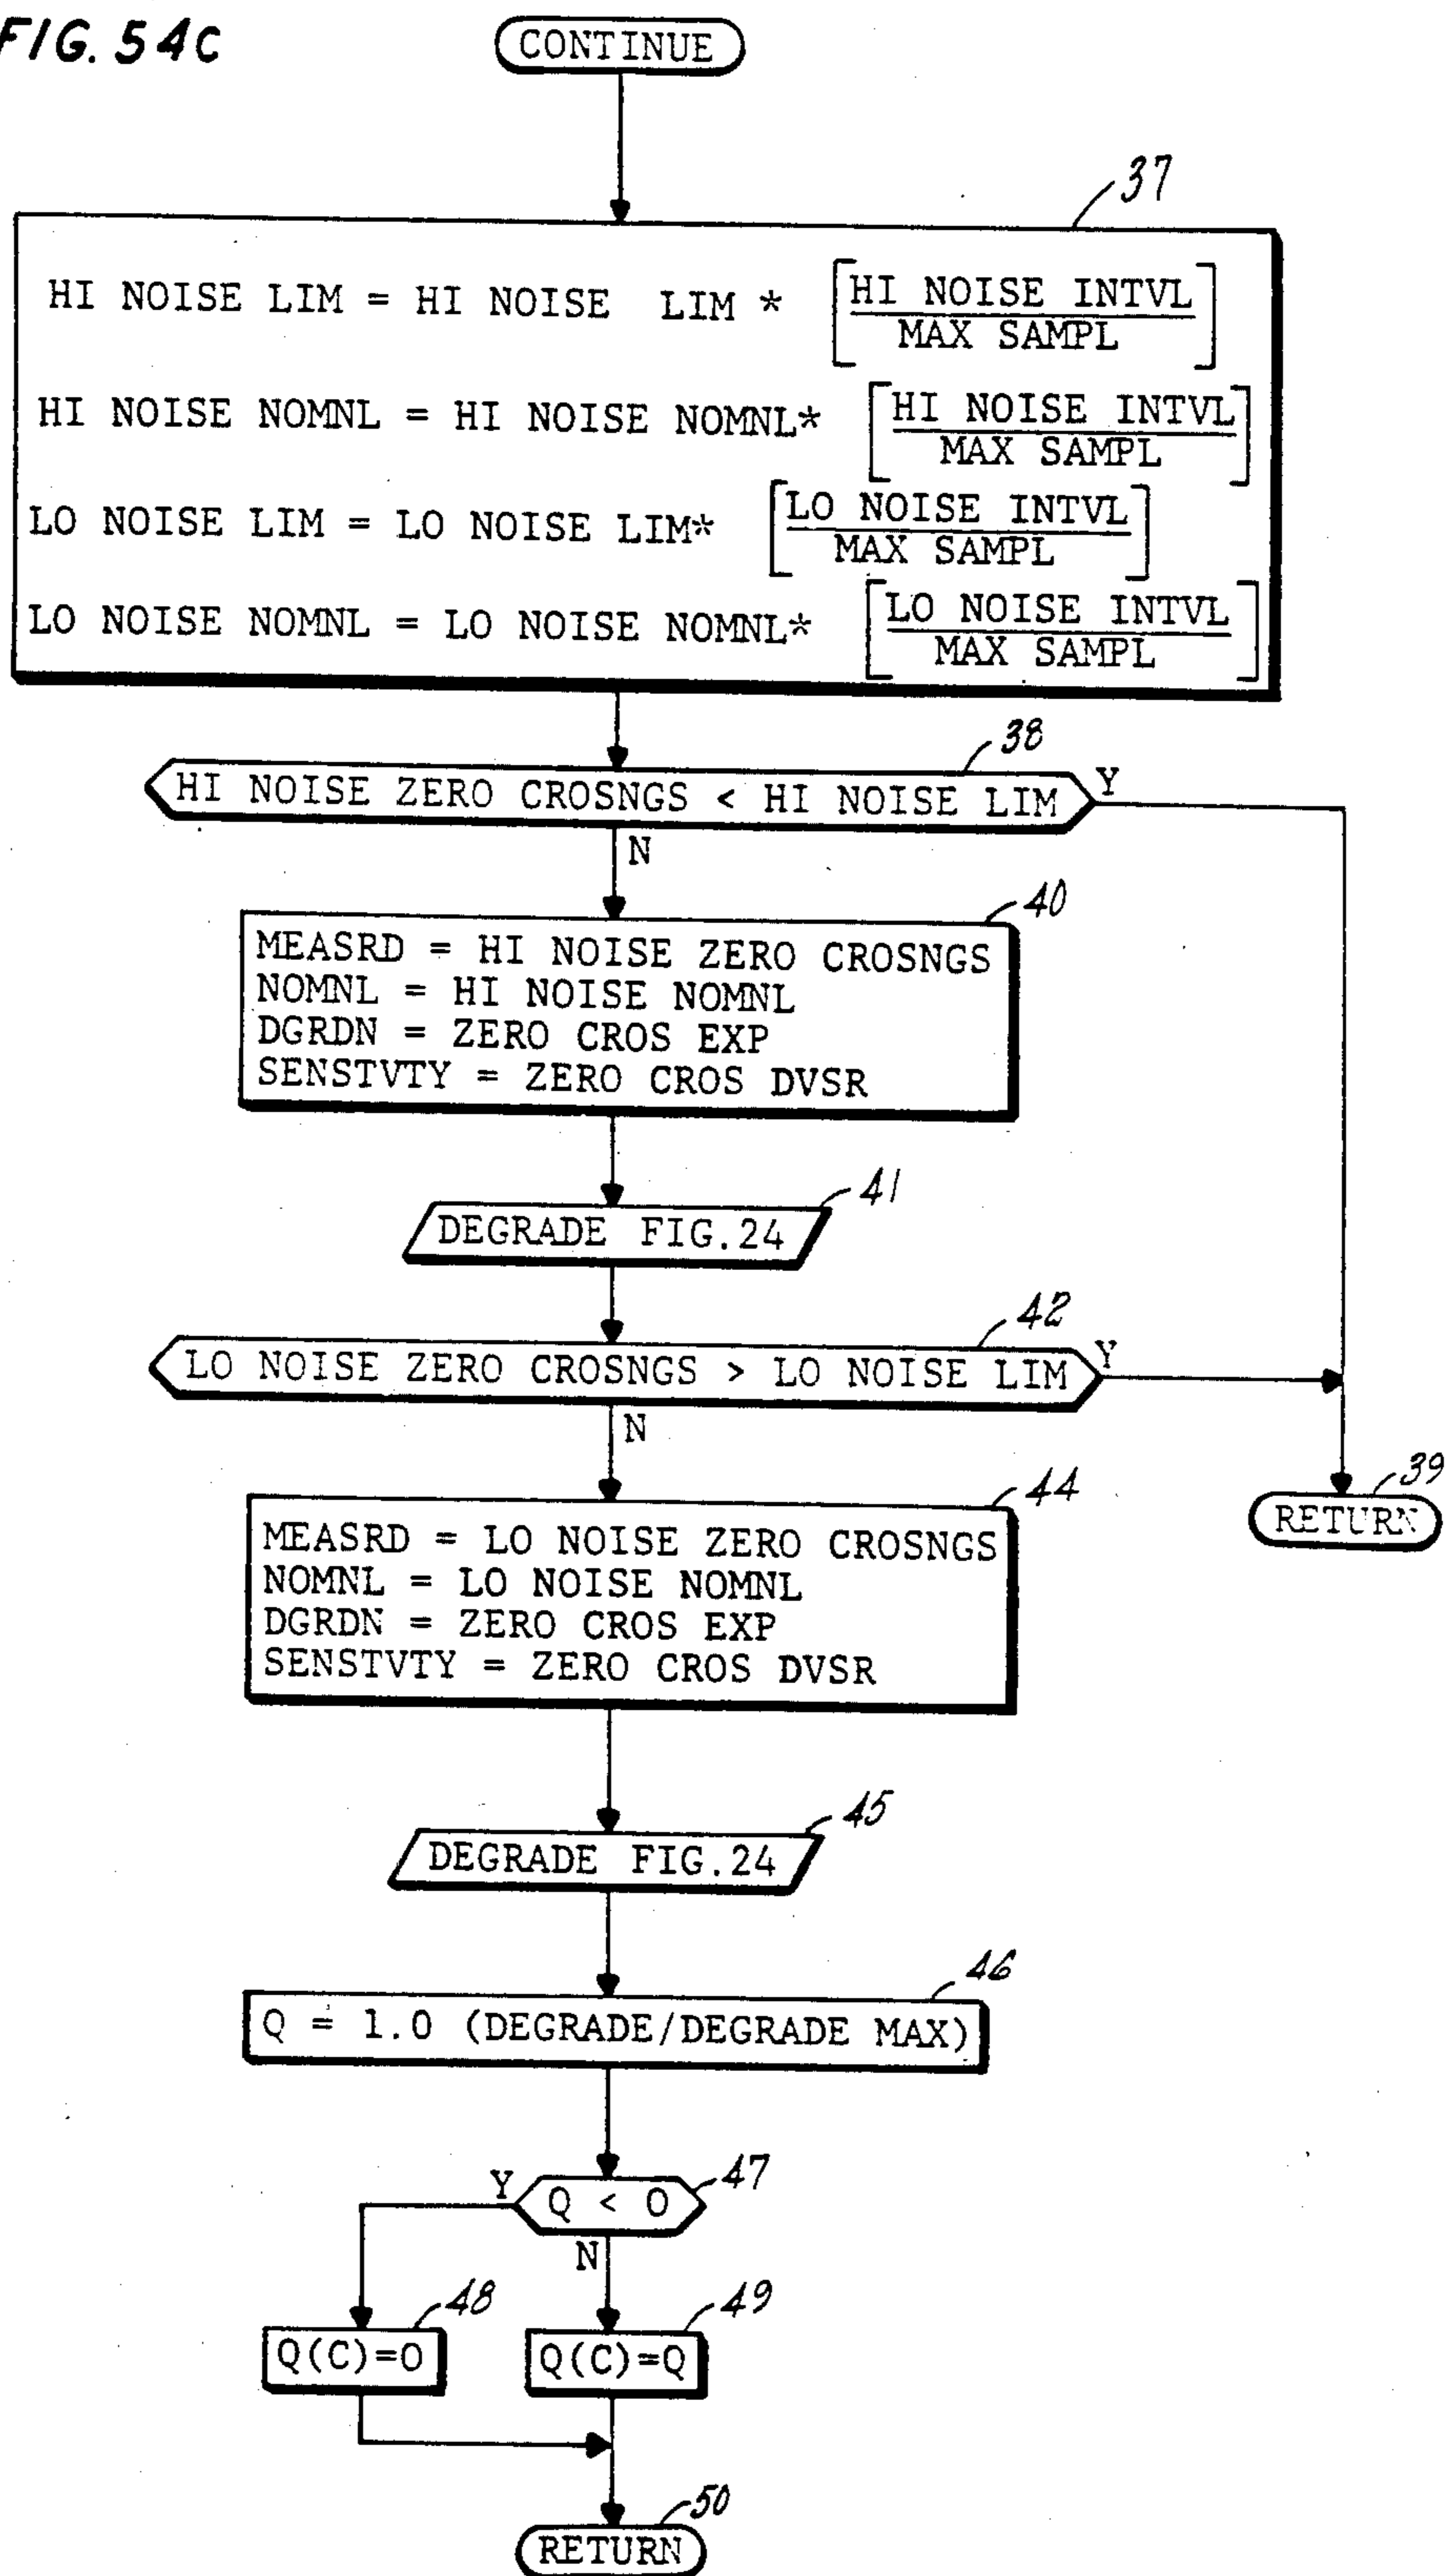 FIG. 54C
CONTINUE
37
HI NOISE LIM = HI NOISE LIM * [HI NOISE INTVL
MAX SAMPL]
HI NOISE NOMNL = HI NOISE NOMNL* [HI NOISE INTVL
MAX SAMPL]
LO NOISE LIM = LO NOISE LIM* [LO NOISE INTVL
MAX SAMPL]
LO NOISE NOMNL = LO NOISE NOMNL* [LO NOISE INTVL
MAX SAMPL]
38
HI NOISE ZERO CROSNGS < HI NOISE LIM
Y
N
40
MEASRD = HI NOISE ZERO CROSNGS
NOMNL = HI NOISE NOMNL
DGRDN = ZERO CROS EXP
SENSTVTY = ZERO CROS DVSR
41
DEGRADE FIG.24
42
LO NOISE ZERO CROSNGS > LO NOISE LIM
Y
N
39
RETURN
44
MEASRD = LO NOISE ZERO CROSNGS
NOMNL = LO NOISE NOMNL
DGRDN = ZERO CROS EXP
SENSTVTY = ZERO CROS DVSR
45
DEGRADE FIG.24
46
Q = 1.0 (DEGRADE/DEGRADE MAX)
47
Y
Q < 0
N
48
Q(C)=0
49
Q(C)=Q
50
RETURN